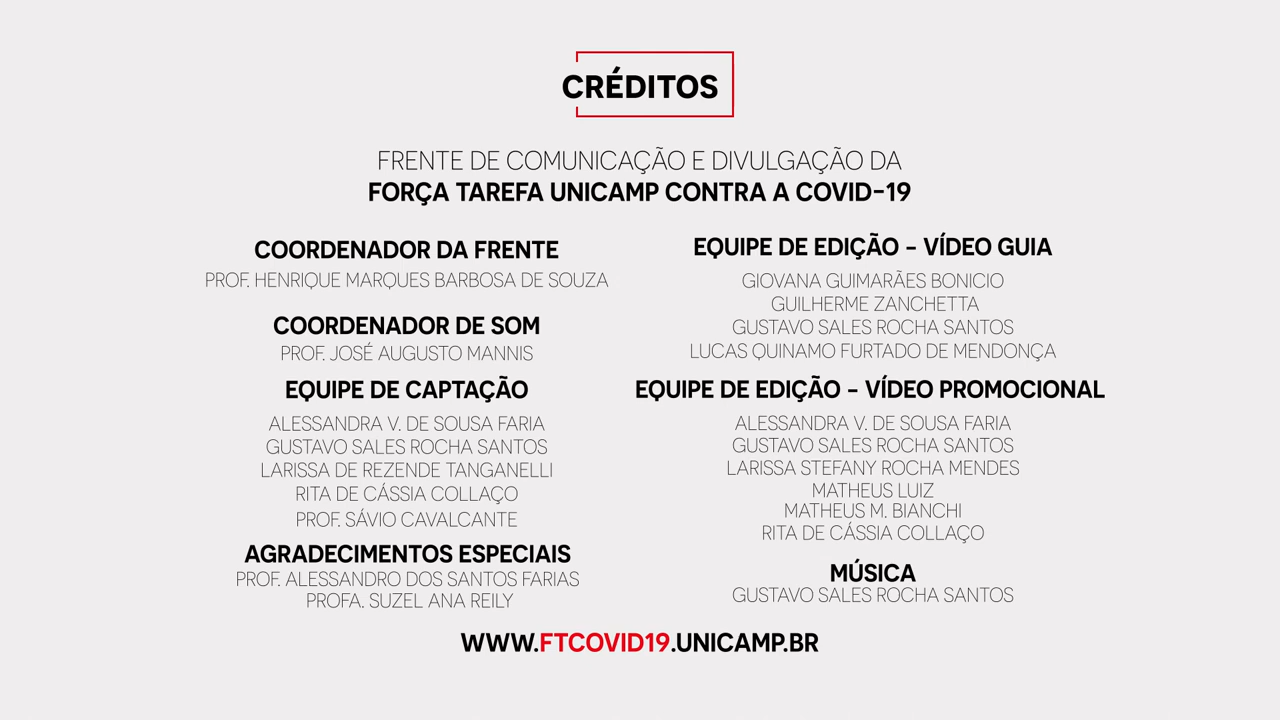 CRÉDITOS
FRENTE DE COMUNICAÇÃO E DIVULGAÇÃO DA
FORÇA TAREFA UNICAMP CONTRA A COVID-19
COORDENADOR DA FRENTE
PROF. HENRIQUE MARQUES BARBOSA DE SOUZA
COORDENADOR DE SOM
PROF. JOSÉ AUGUSTO MANNIS
EQUIPE DE CAPTAÇÃO
ALESSANDRA V. DE SOUSA FARIA
GUSTAVO SALES ROCHA SANTOS
LARISSA DE REZENDE TANGANELLI
RITA DE CÁSSIA COLLAÇO
PROF. SÁVIO CAVALCANTE
AGRADECIMENTOS ESPECIAIS
PROF. ALESSANDRO DOS SANTOS FARIAS
PROFA. SUZEL ANA REILY
EQUIPE DE EDIÇÃO - VÍDEO GUIA
GIOVANA GUIMARÃES BONICIO
GUILHERME ZANCHETTA
GUSTAVO SALES ROCHA SANTOS
LUCAS QUINAMO FURTADO DE MENDONÇA
EQUIPE DE EDIÇÃO - VÍDEO PROMOCIONAL
ALESSANDRA V. DE SOUSA FARIA
GUSTAVO SALES ROCHA SANTOS
LARISSA STEFANY ROCHA MENDES
MATHEUS LUIZ
MATHEUS M. BIANCHI
RITA DE CÁSSIA COLLAÇO
MÚSICA
GUSTAVO SALES ROCHA SANTOS
WWW.FTCOVID19.UNICAMP.BR